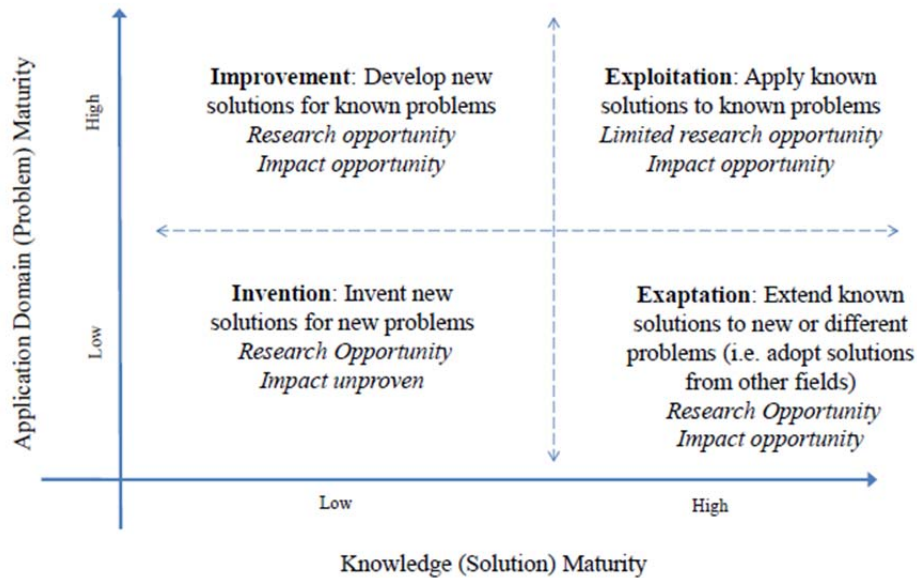 Application Domain (Problem) Maturity
High
Low
Improvement: Develop new
solutions for known problems
Research opportunity
Impact opportunity
Exploitation: Apply known
solutions to known problems
Limited research opportunity
Impact opportunity
Invention: Invent new
solutions for new problems
Research Opportunity
Impact unproven
Exaptation: Extend known
solutions to new or different
problems (i.e. adopt solutions
from other fields)
Research Opportunity
Impact opportunity
Low
High
Knowledge (Solution) Maturity